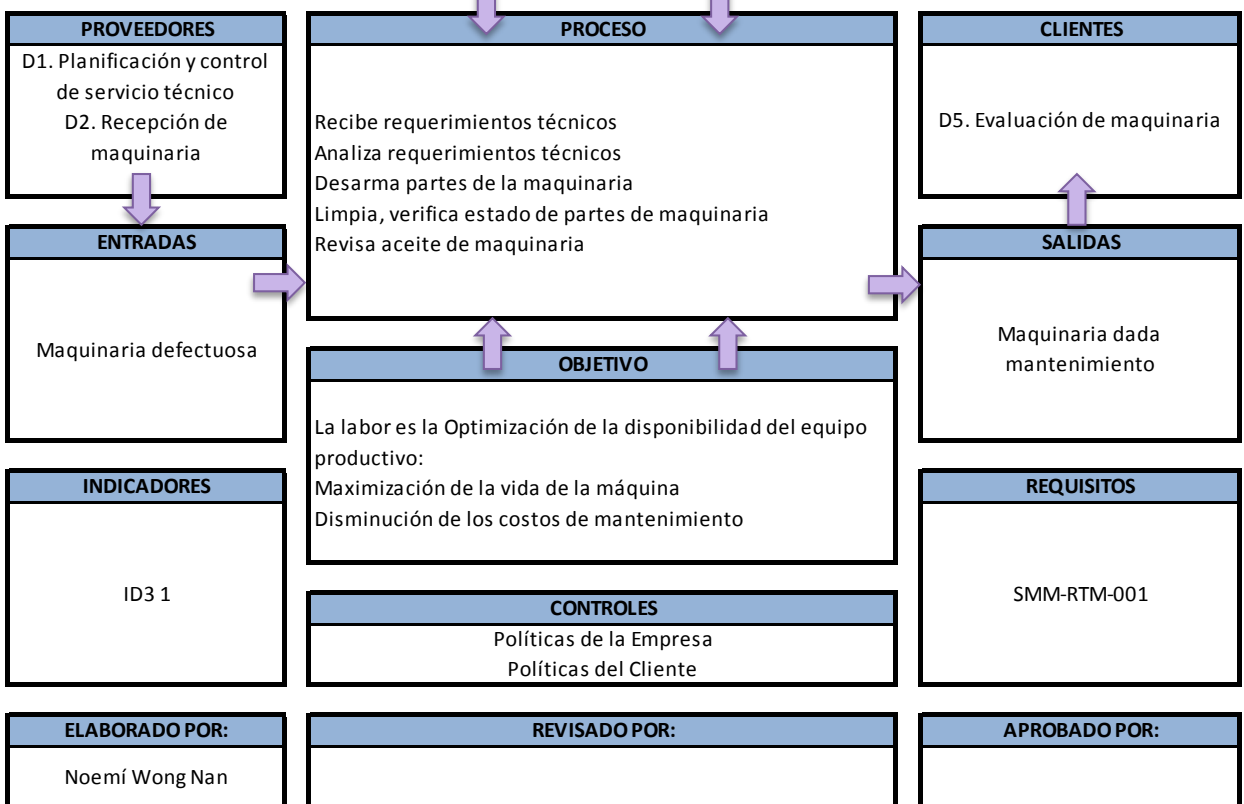 PROVEEDORES
D1. Planificación y control
de servicio técnico
D2. Recepción de
maquinaria
PROCESO
Recibe requerimientos técnicos
Analiza requerimientos técnicos
Desarma partes de la maquinaria
Limpia, verifica estado de partes de maquinaria
Revisa aceite de maquinaria
CLIENTES
D5. Evaluación de maquinaria
ENTRADAS
Maquinaria defectuosa
SALIDAS
Maquinaria dada
mantenimiento
OBJETIVO
La labor es la Optimización de la disponibilidad del equipo
productivo:
Maximización de la vida de la máquina
Disminución de los costos de mantenimiento
INDICADORES
ID3 1
REQUISITOS
SMM-RTM-001
CONTROLES
Políticas de la Empresa
Políticas del Cliente
ELABORADO POR:
Noemí Wong Nan
REVISADO POR:
APROBADO POR: